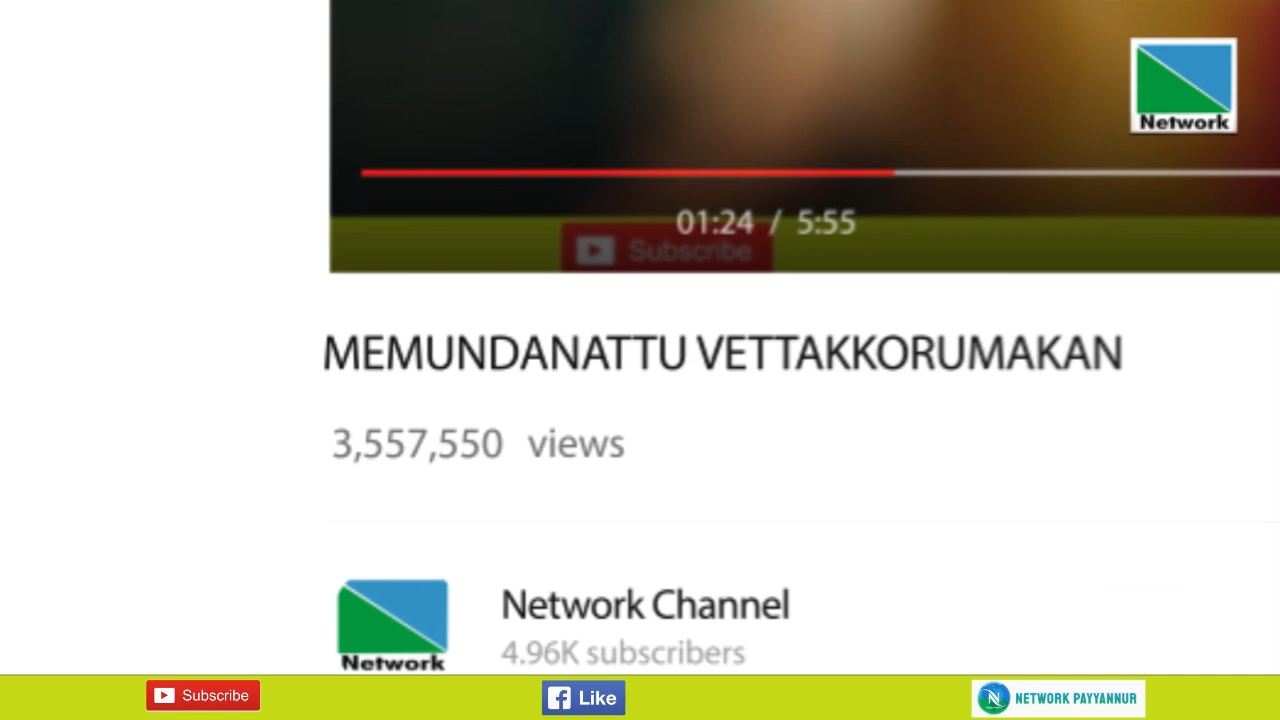 Network
01:24 / 5:55
Subscribe
MEMUNDANATTU VETTAKKORUMAKAN
3,557,550 views
Network Channel
4.96K subscribers
Network
Subscribe
Like
NETWORK PAYYANNUR